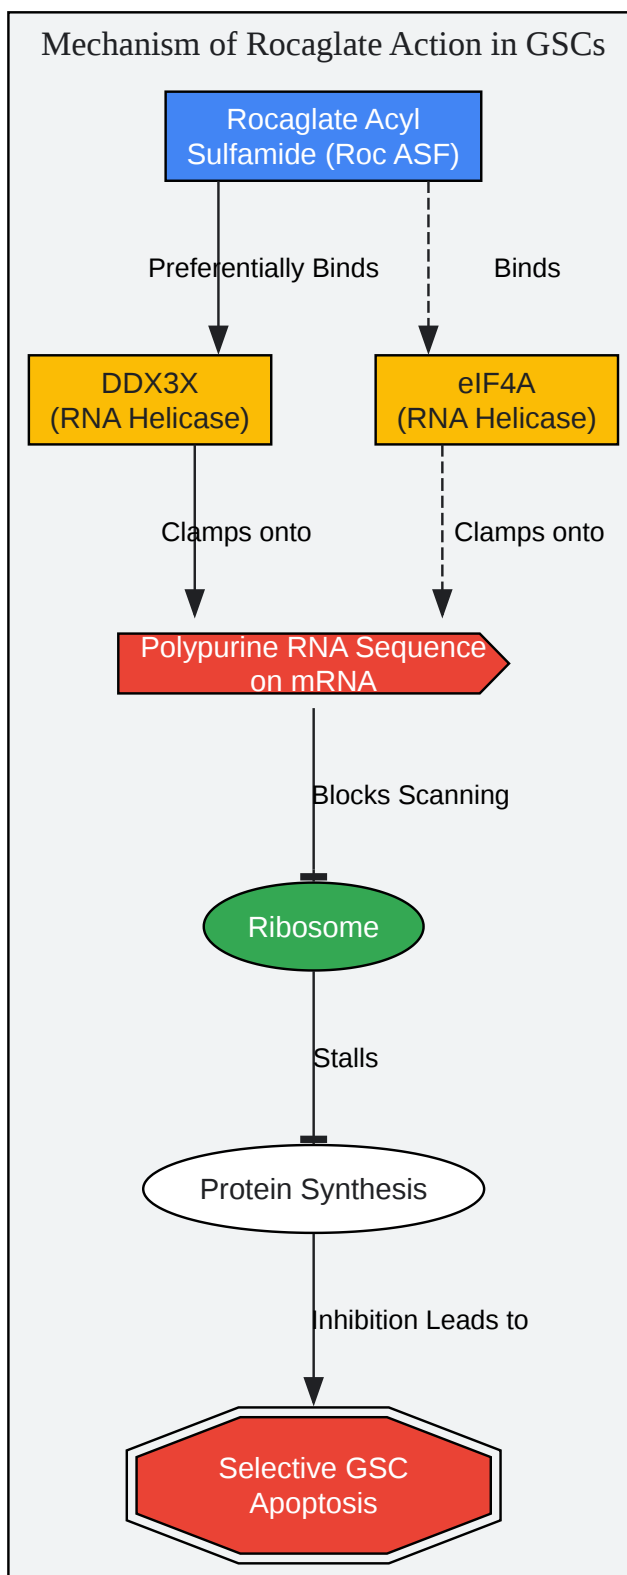 Mechanism of Rocaglate Action in GSCs
Rocaglate Acyl
Sulfamide (Roc ASF)
Preferentially Binds
Binds
DDX3X
(RNA Helicase)
eIF4A
(RNA Helicase)
Clamps onto
Clamps onto
Polypurine RNA Sequence
on mRNA
Blocks Scanning
Ribosome
Stalls
Protein Synthesis
Inhibition Leads to
Selective GSC
Apoptosis